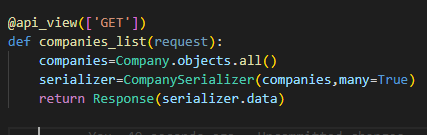 @api_view(['GET'])
def companies_list(request):
    companies=Company.objects.all()
    serializer=CompanySerializer(companies,many=True)
    return Response(serializer.data)